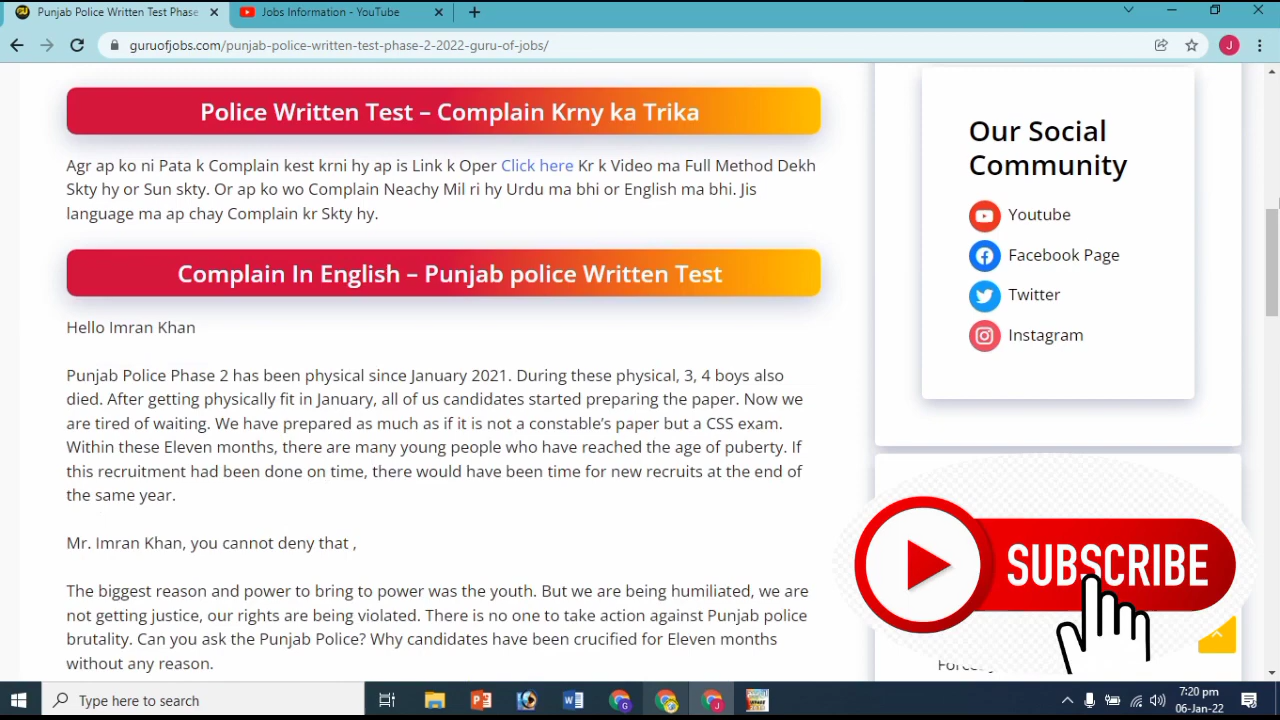 Punjab Police Written Test Phase
Jobs Information - YouTube
guruofjobs.com/punjab-police-written-test-phase-2-2022-guru-of-jobs/
J
Police Written Test – Complain Krny ka Trika
Agr ap ko ni Pata k Complain kest krni hy ap is Link k Oper Click here Kr k Video ma Full Method Dekh
Skty hy or Sun skty. Or ap ko wo Complain Neachy Mil ri hy Urdu ma bhi or English ma bhi. Jis
language ma ap chay Complain kr Skty hy.
Complain In English – Punjab police Written Test
Hello Imran Khan
Punjab Police Phase 2 has been physical since January 2021. During these physical, 3, 4 boys also
died. After getting physically fit in January, all of us candidates started preparing the paper. Now we
are tired of waiting. We have prepared as much as if it is not a constable's paper but a CSS exam.
Within these Eleven months, there are many young people who have reached the age of puberty. If
this recruitment had been done on time, there would have been time for new recruits at the end of
the same year.
Mr. Imran Khan, you cannot deny that ,
The biggest reason and power to bring to power was the youth. But we are being humiliated, we are
not getting justice, our rights are being violated. There is no one to take action against Punjab police
brutality. Can you ask the Punjab Police? Why candidates have been crucified for Eleven months
without any reason.
Our Social
Community
Youtube
Facebook Page
Twitter
Instagram
SUBSCRIBE
Type here to search
7:20 pm
06-Jan-22